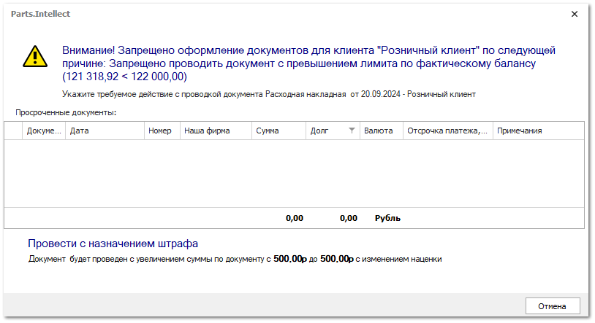 Parts.Intellect
Внимание! Запрещено оформление документов для клиента "Розничный клиент" по следующей
причине: Запрещено проводить документ с превышением лимита по фактическому балансу
(121 318,92 < 122 000,00)
Укажите требуемое действие с проводкой документа Расходная накладная от 20.09.2024 - Розничный клиент
Просроченные документы:
Докуме... Дата Номер Наша фирма Сумма Долг Валюта Отсрочка платежа,... Примечания
0,00 0,00 Рубль
Провести с назначением штрафа
Документ будет проведен с увеличением суммы по документу с 500,00р до 500,00р с изменением наценки
Отмена